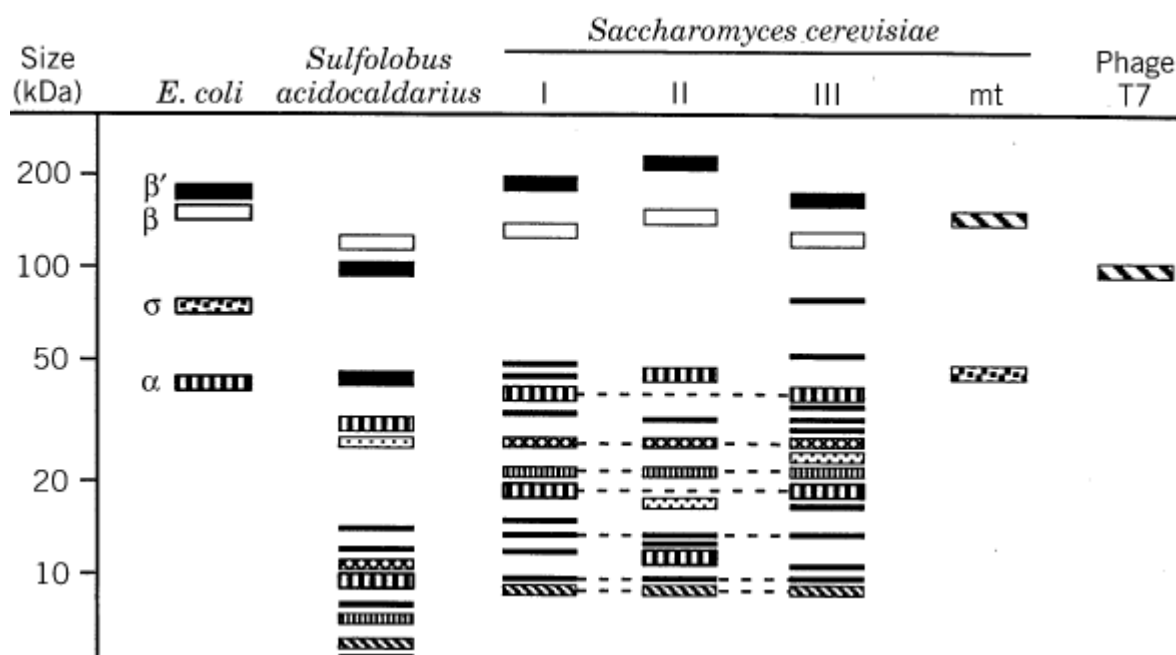 Saccharomyces cerevisiae
Size
(kDa)
E. coli
Sulfolobus
acidocaldarius
I
II
III
mt
Phage
T7
200
β′
β
100
σ
50
α
20
10